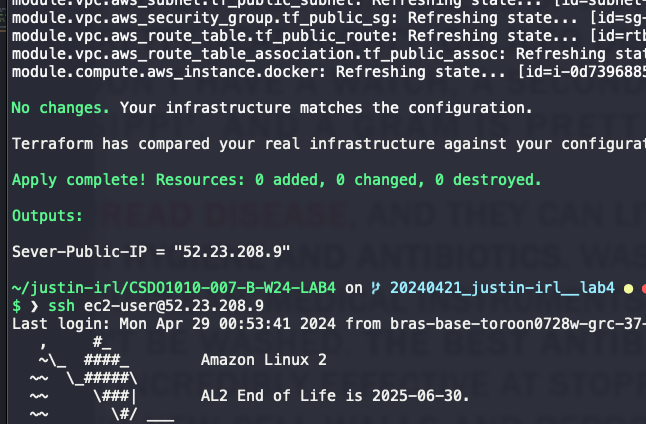 module.vpc.aws_subnet.tf_public_subnet: Refreshing state... [id=subnet-
module.vpc.aws_security_group.tf_public_sg: Refreshing state... [id=sg-
module.vpc.aws_route_table.tf_public_route: Refreshing state... [id=rtb
module.vpc.aws_route_table_association.tf_public_assoc: Refreshing stat
module.compute.aws_instance.docker: Refreshing state... [id=i-0d7396885
No changes. Your infrastructure matches the configuration.
Terraform has compared your real infrastructure against your configurat
Apply complete! Resources: 0 added, 0 changed, 0 destroyed.
Outputs:
Sever-Public-IP = "52.23.208.9"
~/justin-irl/CSDO1010-007-B-W24-LAB4 on 20240421_justin-irl__lab4
$ ❯ ssh ec2-user@52.23.208.9
Last login: Mon Apr 29 00:53:41 2024 from bras-base-toroon0728w-grc-37-
   ,     #_
   ~\_  ####_        Amazon Linux 2
  ~~  \_#####\
  ~~     \###|       AL2 End of Life is 2025-06-30.
  ~~       \#/ ___